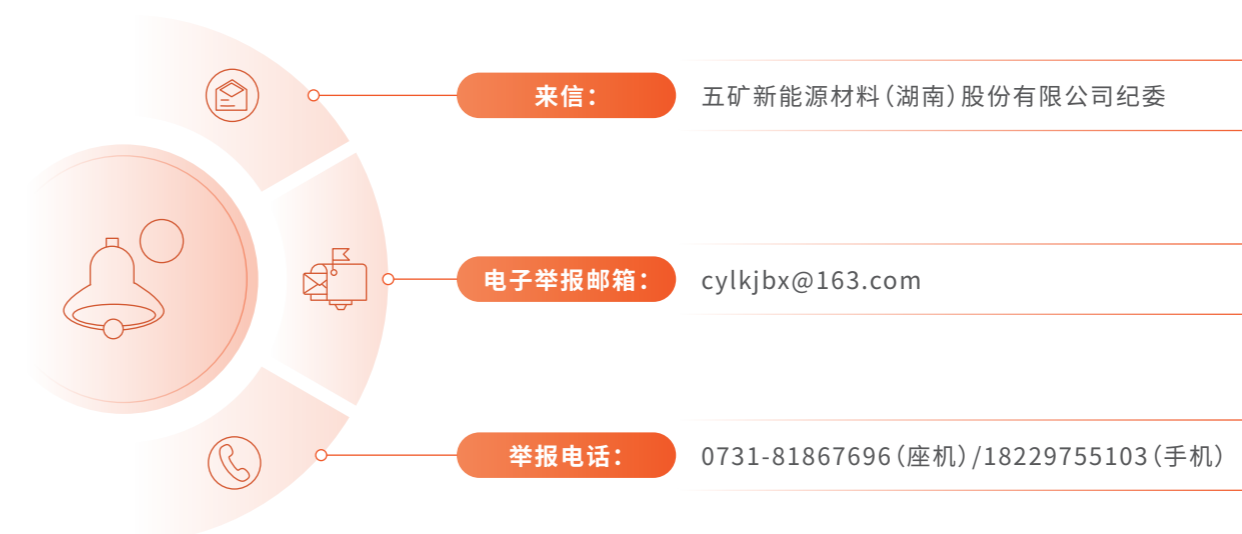 来信： 五矿新能源材料（湖南）股份有限公司纪委
电子举报邮箱： cylkjbx@163.com
举报电话： 0731-81867696（座机）/18229755103（手机）